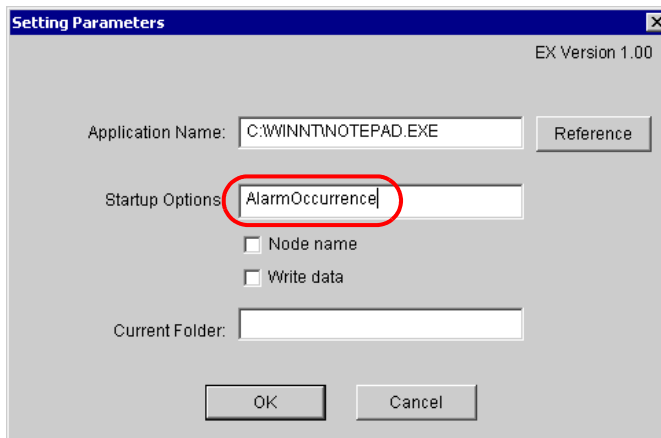 Setting Parameters
EX Version 1.00
Application Name: C:\WINNT\NOTEPAD.EXE Reference
Startup Options AlarmOccurrence
Node name
Write data
Current Folder:
OK Cancel